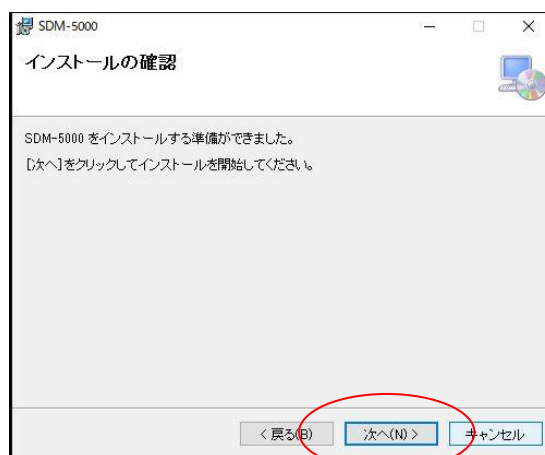 SDM-5000
インストールの確認
SDM-5000 をインストールする準備ができました。
[次へ]をクリックしてインストールを開始してください。
< 戻る(B)
次へ(N) >
キャンセル